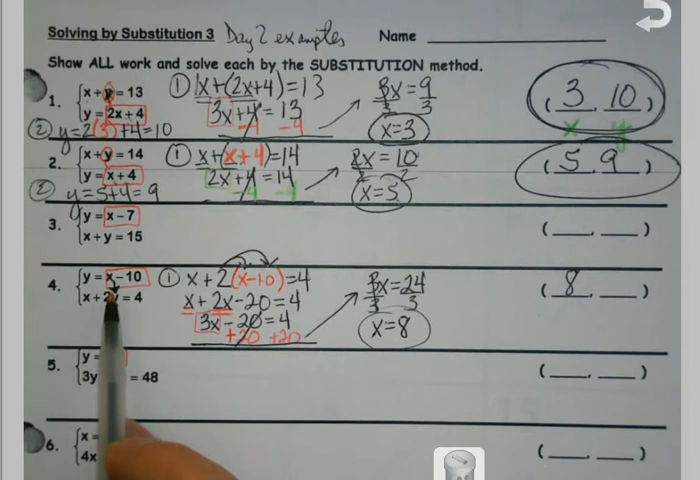 Solving by Substitution 3 Day 2 examples Name
Show ALL work and solve each by the SUBSTITUTION method.
1. x+y = 13 ① x+(2x+4)=13 3x = 9 ( 3 , 10 )
y = 2x + 4 3x+4 = 13 3 3 x y
② y=2(3)+4=10 -4 -4 x=3
2. x+y = 14 ① x+(x+4)=14 2x = 10 ( 5 , 9 )
y = x + 4 2x+4 = 14 2 2
② y=5+4= 9 -4 -4 x=5
3. y = x - 7 ( , )
x + y = 15
4. y = x - 10 ① x+2(x-10)=4 3x=24 ( 8 , )
x + 2y = 4 x+2x-20=4 3 3
3x-20=4 x=8
+20 +20
5. y = ( , )
3y = 48
6. x = ( , )
4x